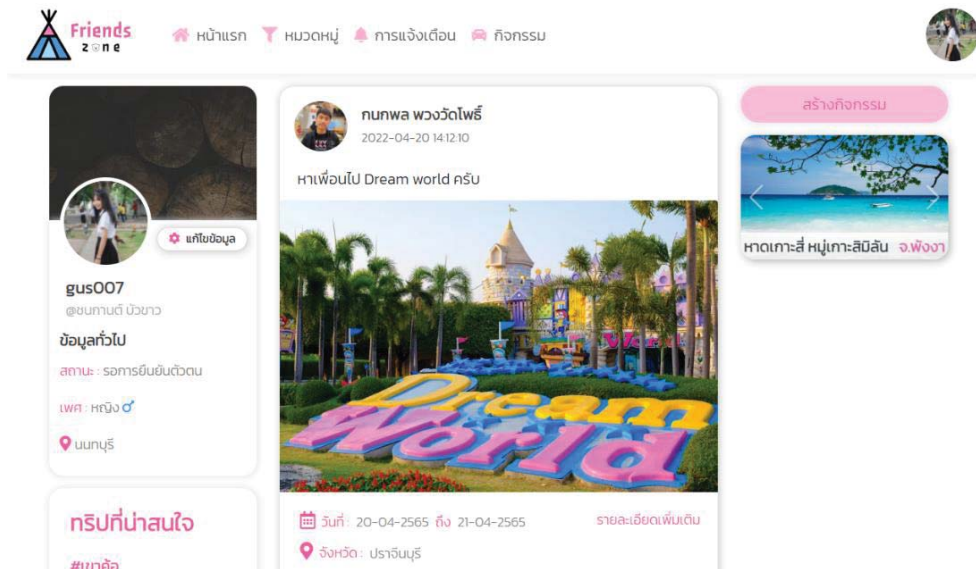 Friends
zone
หน้าแรก หมวดหมู่ การแจ้งเตือน กิจกรรม
แก้ไขข้อมูล
gus007
@ชนกานต์ บัวขาว
ข้อมูลทั่วไป
สถานะ : รอการยืนยันตัวตน
เพศ : หญิง
นนทบุรี
ทริปที่น่าสนใจ
#เขาค้อ
กนกพล พวงวัดโพธิ์
2022-04-20 14:12:10
หาเพื่อนไป Dream world ครับ
Dream
World
วันที่ : 20-04-2565 ถึง 21-04-2565 รายละเอียดเพิ่มเติม
จังหวัด : ปราจีนบุรี
สร้างกิจกรรม
หาดเกาะสี่ หมู่เกาะสิมิลัน จ.พังงา